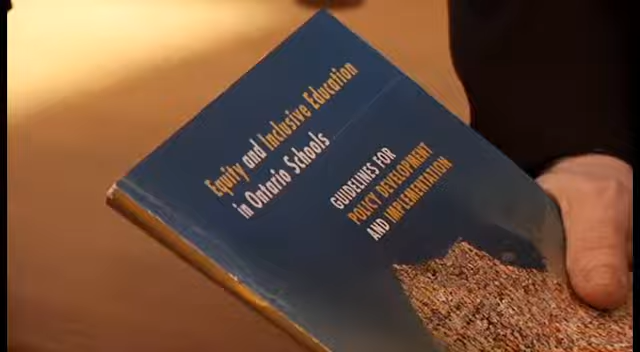 Equity and Inclusive Education
in Ontario Schools
GUIDELINES FOR
POLICY DEVELOPMENT
AND IMPLEMENTATION